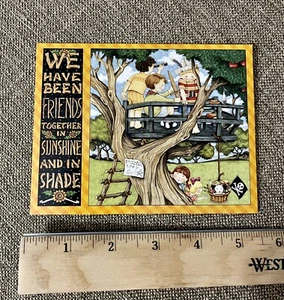 WE
HAVE
BEEN
FRIENDS
TOGETHER
IN
SUNSHINE
AND IN
SHADE
1 2 3 4 5 6
WEST